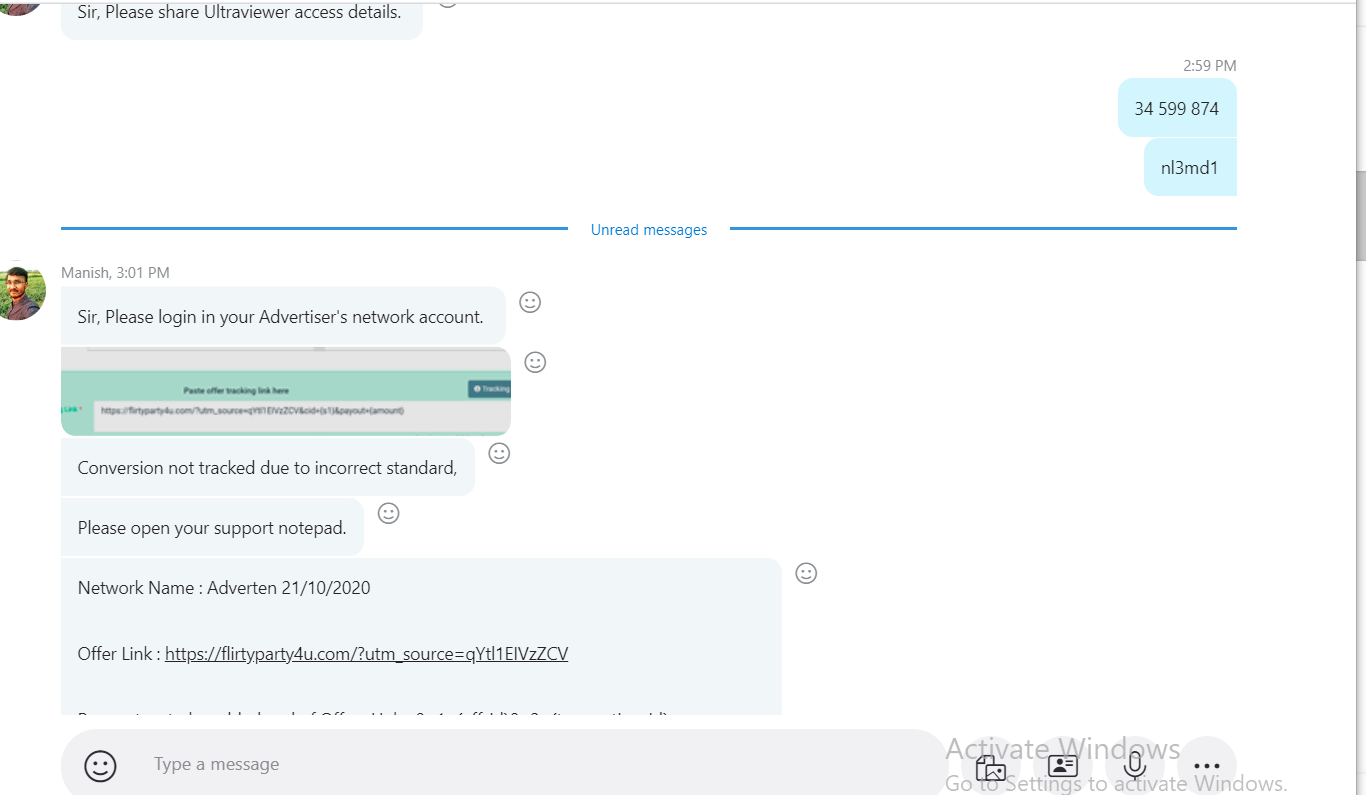 Sir, Please share Ultraviewer access details.
2:59 PM
34 599 874
nl3md1
Unread messages
Manish, 3:01 PM
Sir, Please login in your Advertiser's network account.
Paste offer tracking link here
Tracking
Link *
https://flirtyparty4u.com/?utm_source=qYtl1EIVzZCV&cid={s1}&payout={amount}
Conversion not tracked due to incorrect standard,
Please open your support notepad.
Network Name : Adverten 21/10/2020
Offer Link : https://flirtyparty4u.com/?utm_source=qYtl1EIVzZCV
Type a message
Activate Windows
Go to Settings to activate Windows.